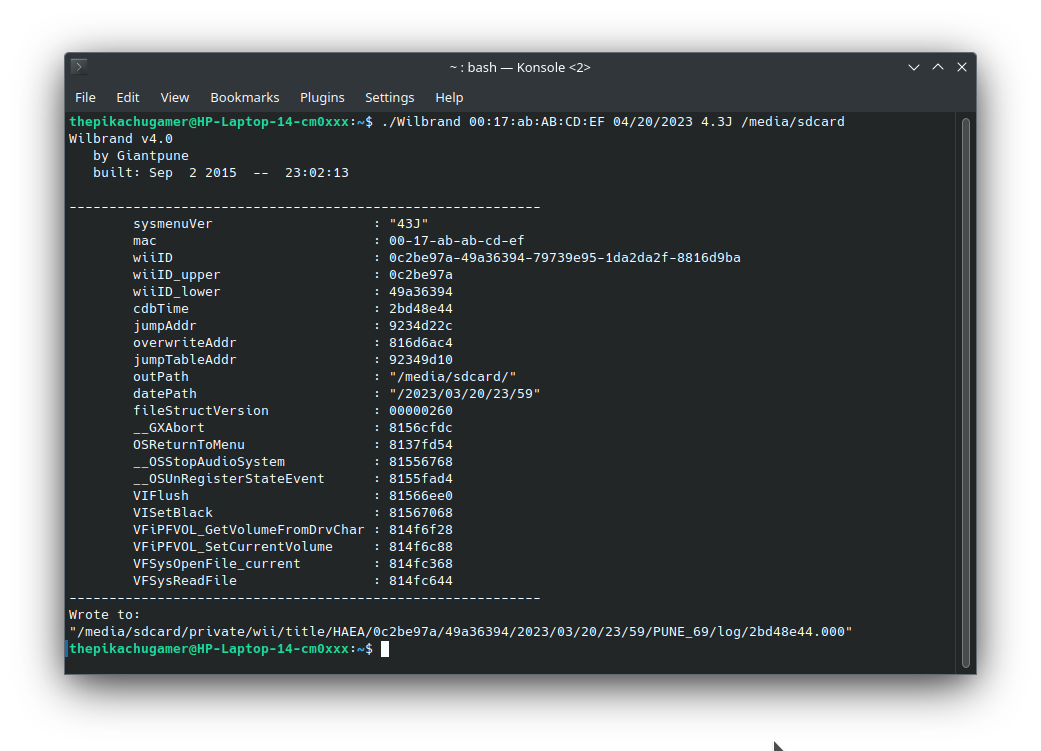 ~ : bash — Konsole <2>
File Edit View Bookmarks Plugins Settings Help
thepikachugamer@HP-Laptop-14-cm0xxx:~$ ./Wilbrand 00:17:ab:AB:CD:EF 04/20/2023 4.3J /media/sdcard
Wilbrand v4.0
   by Giantpune
   built: Sep  2 2015  --  23:02:13
-----------------------------------------------------------
        sysmenuVer                    : "43J"
        mac                           : 00-17-ab-ab-cd-ef
        wiiID                         : 0c2be97a-49a36394-79739e95-1da2da2f-8816d9ba
        wiiID_upper                   : 0c2be97a
        wiiID_lower                   : 49a36394
        cdbTime                       : 2bd48e44
        jumpAddr                      : 9234d22c
        overwriteAddr                 : 816d6ac4
        jumpTableAddr                 : 92349d10
        outPath                       : "/media/sdcard/"
        datePath                      : "/2023/03/20/23/59"
        fileStructVersion             : 00000260
        __GXAbort                     : 8156cfdc
        OSReturnToMenu                : 8137fd54
        __OSStopAudioSystem           : 81556768
        __OSUnRegisterStateEvent      : 8155fad4
        VIFlush                       : 81566ee0
        VISetBlack                    : 81567068
        VFiPFVOL_GetVolumeFromDrvChar : 814f6f28
        VFiPFVOL_SetCurrentVolume     : 814f6c88
        VFSysOpenFile_current         : 814fc368
        VFSysReadFile                 : 814fc644
-----------------------------------------------------------
Wrote to:
"/media/sdcard/private/wii/title/HAEA/0c2be97a/49a36394/2023/03/20/23/59/PUNE_69/log/2bd48e44.000"
thepikachugamer@HP-Laptop-14-cm0xxx:~$